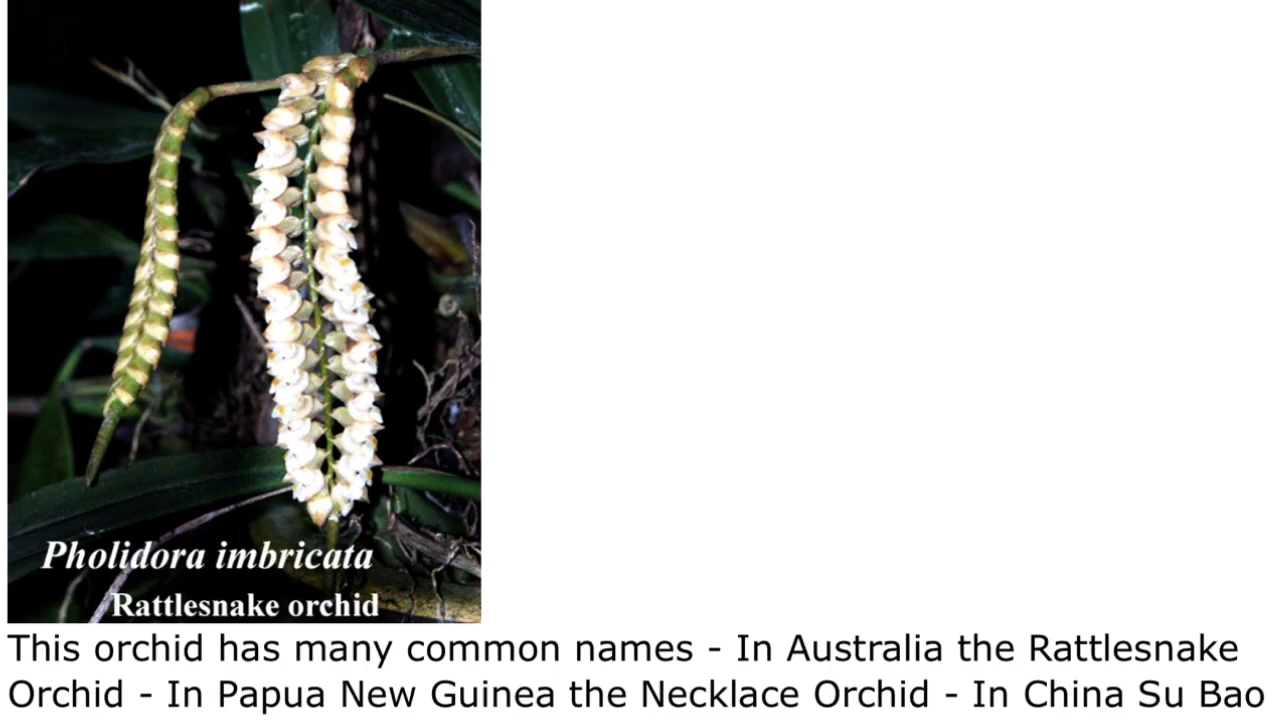 Pholidora imbricata
Rattlesnake orchid
This orchid has many common names - In Australia the Rattlesnake
Orchid - In Papua New Guinea the Necklace Orchid - In China Su Bao